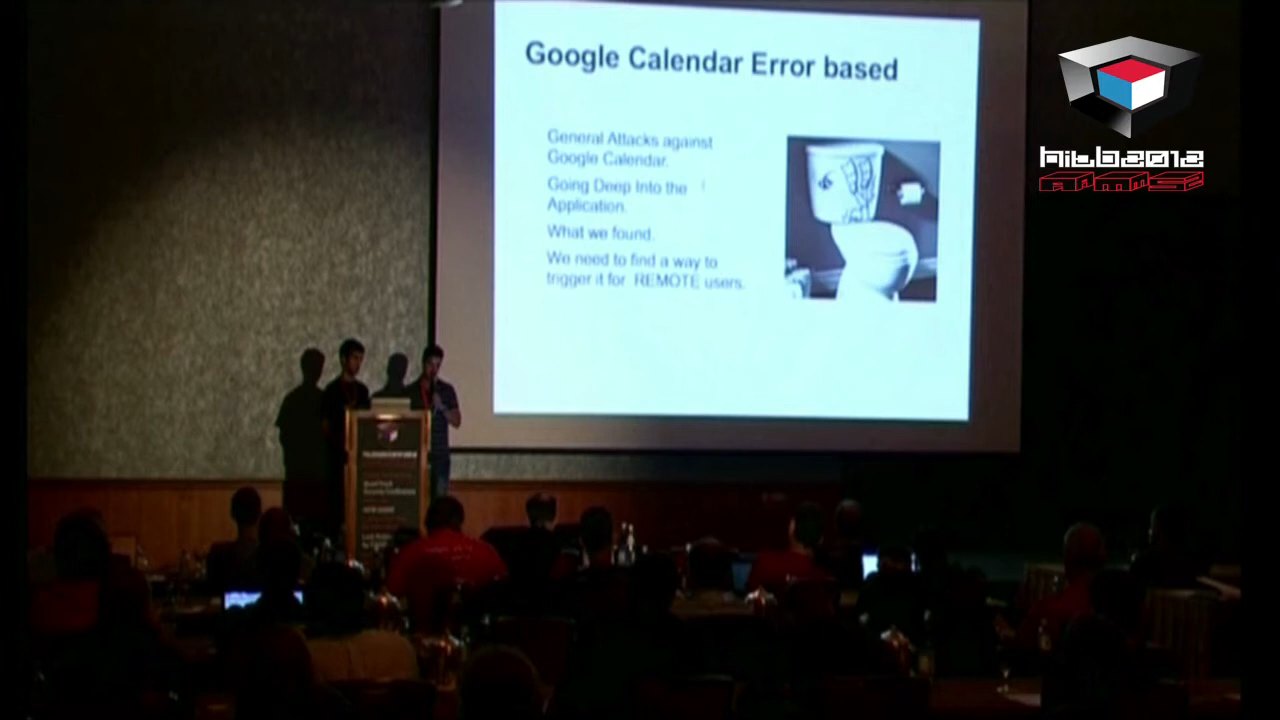 Google Calendar Error based
General Attacks against
Google Calendar.
Going Deep Into the
Application.
What we found.
We need to find a way to
trigger it for REMOTE users.
hitb2012
AMS